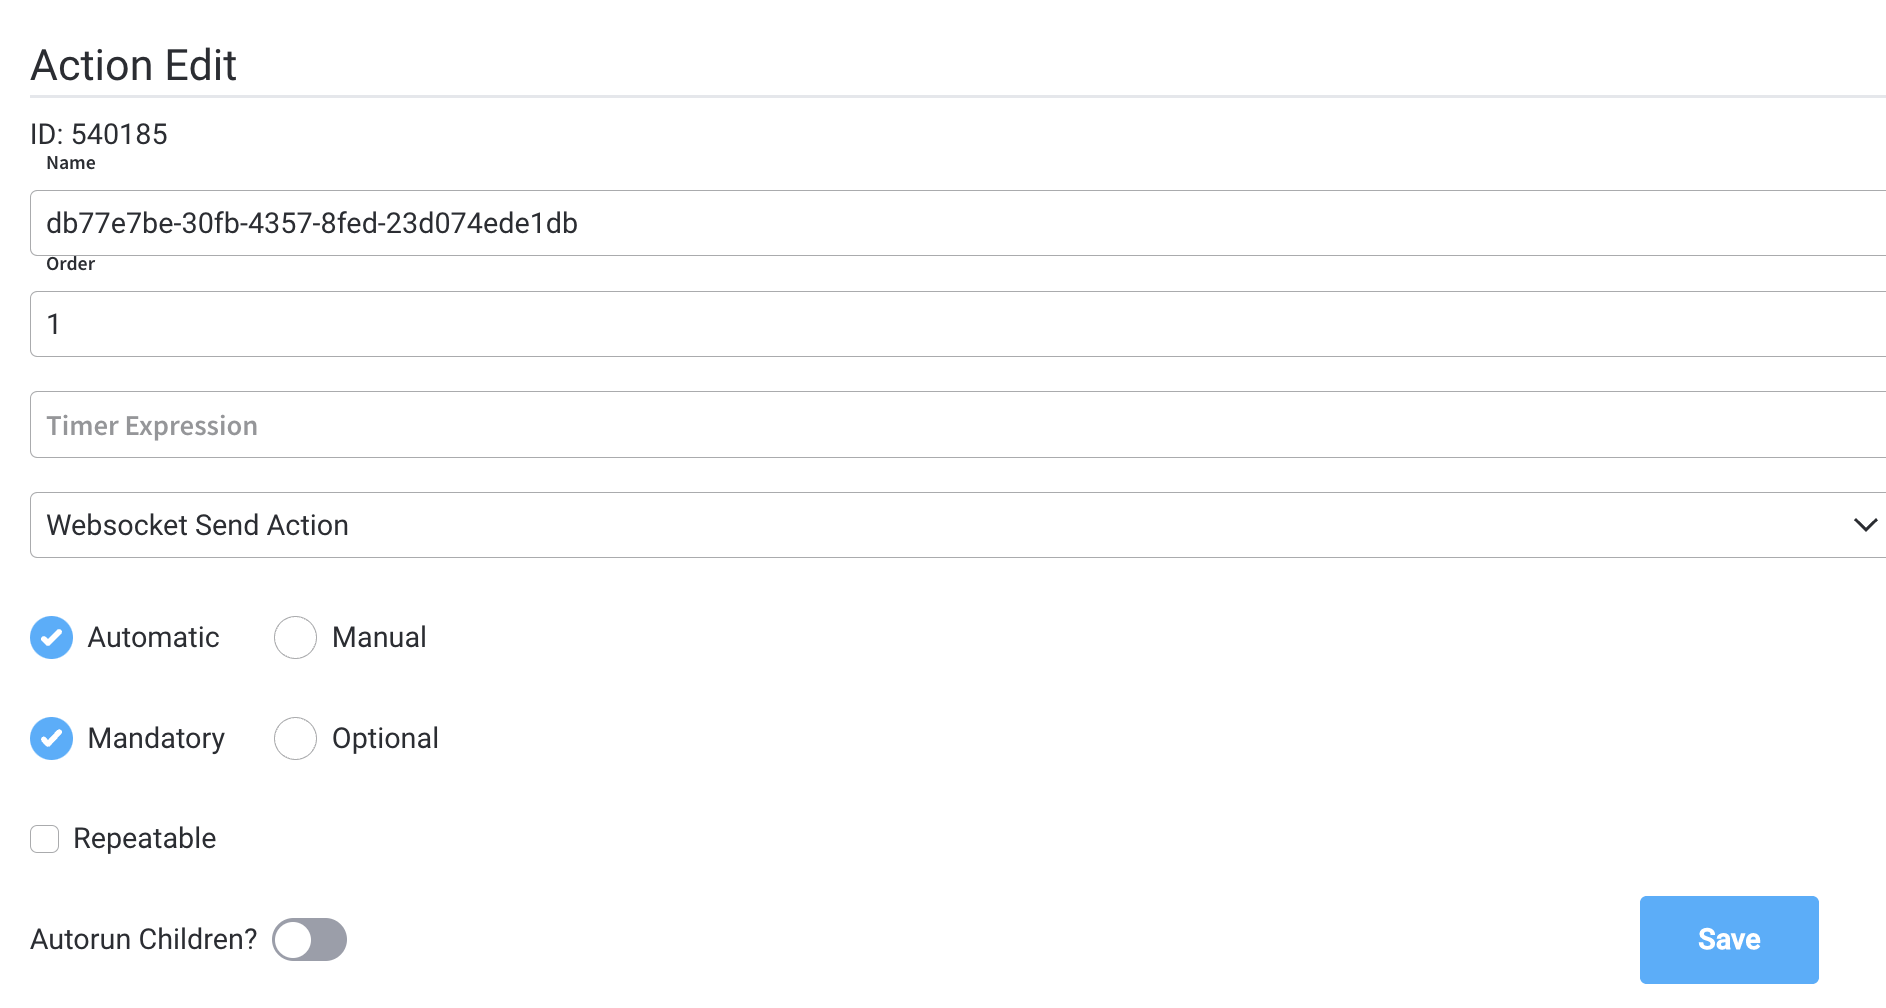 Action Edit
ID: 540185
Name
db77e7be-30fb-4357-8fed-23d074ede1db
Order
1
Timer Expression
Websocket Send Action
Automatic Manual
Mandatory Optional
Repeatable
Autorun Children?
Save